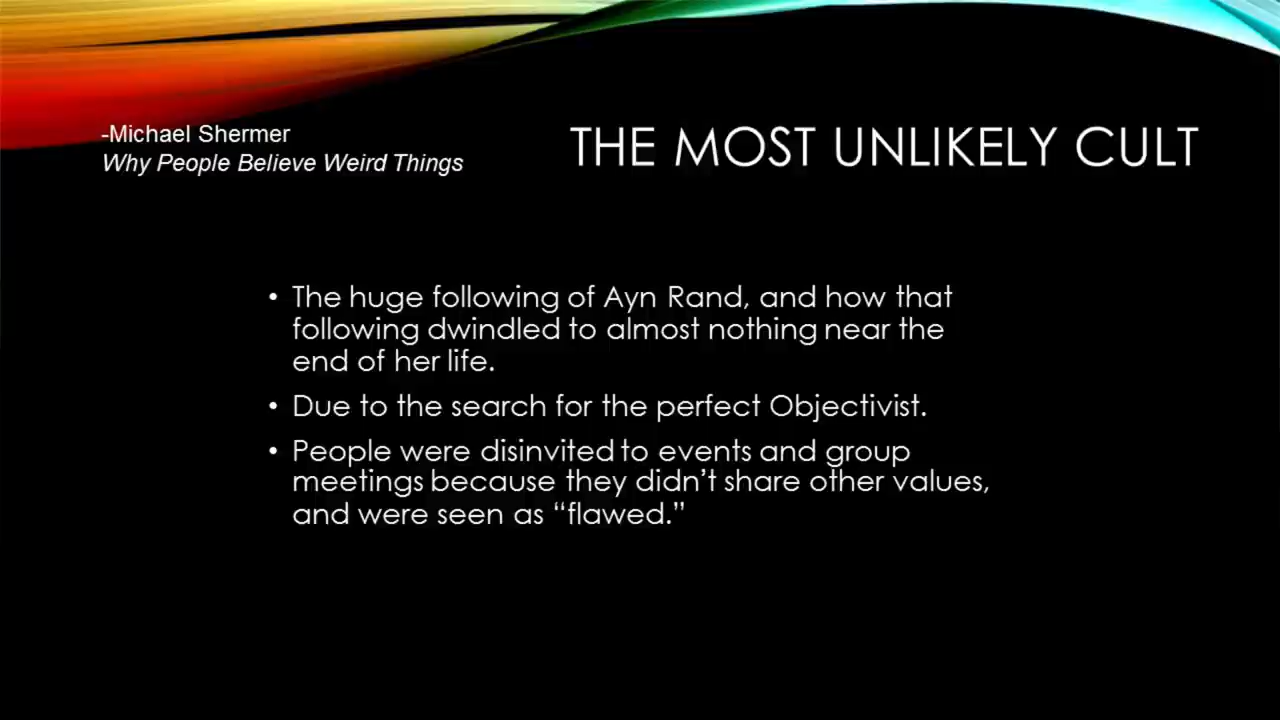 -Michael Shermer
Why People Believe Weird Things
THE MOST UNLIKELY CULT
• The huge following of Ayn Rand, and how that
following dwindled to almost nothing near the
end of her life.
• Due to the search for the perfect Objectivist.
• People were disinvited to events and group
meetings because they didn’t share other values,
and were seen as “flawed.”